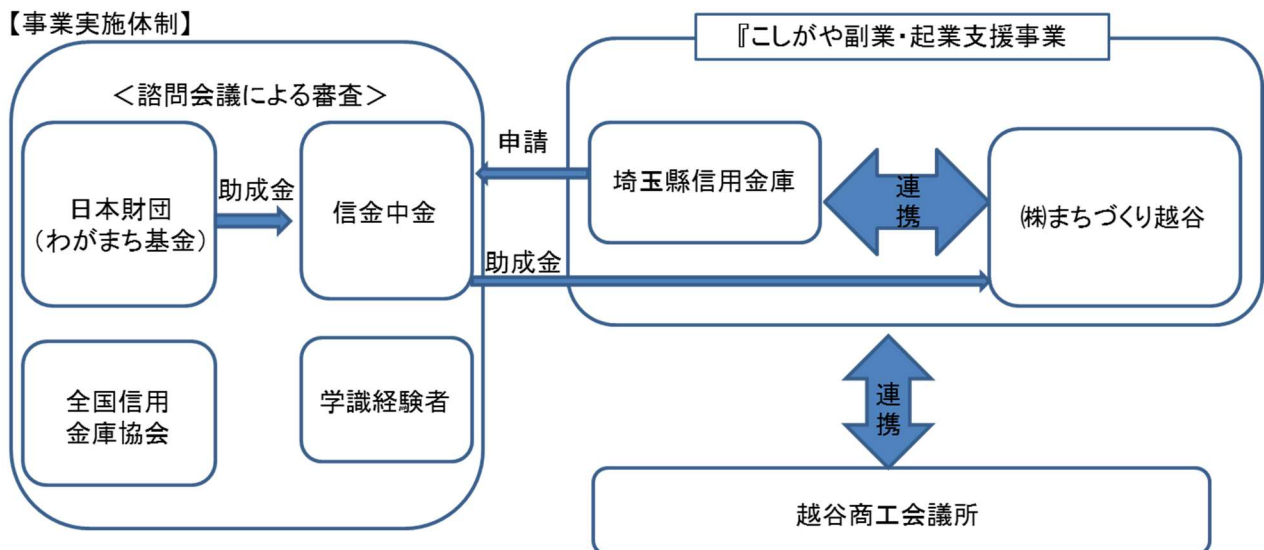 【事業実施体制】
『こしがや副業・起業支援事業
＜諮問会議による審査＞
日本財団
（わがまち基金）
助成金
信金中金
申請
埼玉縣信用金庫
連
携
㈱まちづくり越谷
助成金
全国信用
金庫協会
学識経験者
連
携
越谷商工会議所